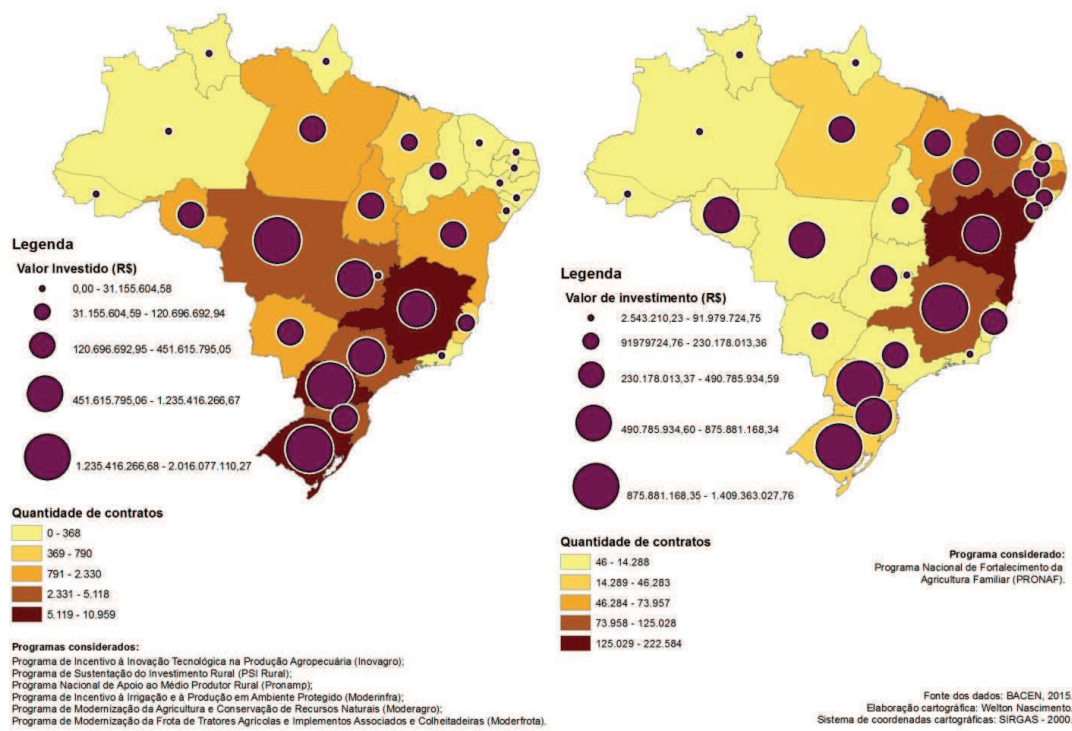 Legenda
Valor Investido (R$)
0,00 - 31.155.604,58
31.155.604,59 - 120.696.692,94
120.696.692,95 - 451.615.795,05
451.615.795,06 - 1.235.416.266,67
1.235.416.266,68 - 2.016.077.110,27
Quantidade de contratos
0 - 368
369 - 790
791 - 2.330
2.331 - 5.118
5.119 - 10.959
Programas considerados:
Programa de Incentivo à Inovação Tecnológica na Produção Agropecuária (Inovagro);
Programa de Sustentação do Investimento Rural (PSI Rural);
Programa Nacional de Apoio ao Médio Produtor Rural (Pronamp);
Programa de Incentivo à Irrigação e à Produção em Ambiente Protegido (Moderinfra);
Programa de Modernização da Agricultura e Conservação de Recursos Naturais (Moderagro);
Programa de Modernização da Frota de Tratores Agrícolas e Implementos Associados e Colheitadeiras (Moderfrota).
Legenda
Valor de investimento (R$)
2.543.210,23 - 91.979.724,75
91979724,76 - 230.178.013,36
230.178.013,37 - 490.785.934,59
490.785.934,60 - 875.881.168,34
875.881.168,35 - 1.409.363.027,76
Quantidade de contratos
46 - 14.288
14.289 - 46.283
46.284 - 73.957
73.958 - 125.028
125.029 - 222.584
Programa considerado:
Programa Nacional de Fortalecimento da
Agricultura Familiar (PRONAF).
Fonte dos dados: BACEN, 2015.
Elaboração cartográfica: Welton Nascimento.
Sistema de coordenadas cartográficas: SIRGAS - 2000.